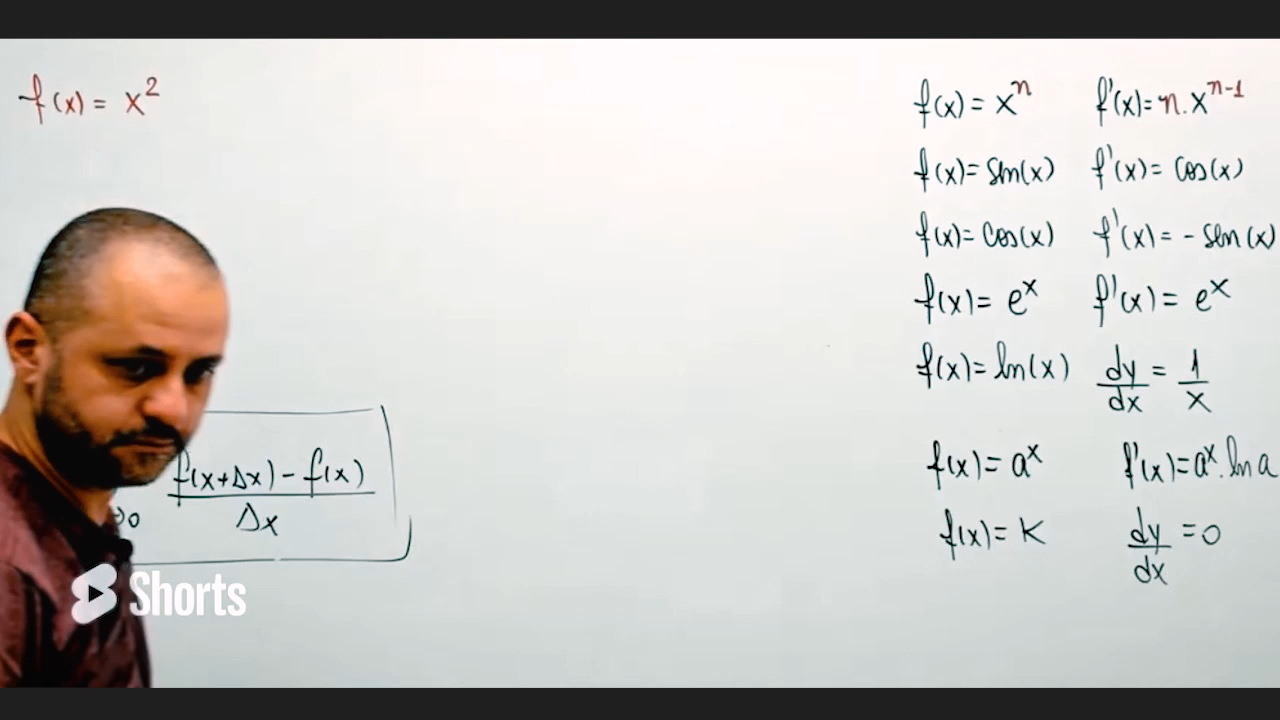 f(x) = x²
f(x+Δx) - f(x)
→0
Δx
Shorts
f(x) = xⁿ f'(x) = n.xⁿ⁻¹
f(x) = sen(x) f'(x) = cos(x)
f(x) = cos(x) f'(x) = - sen(x)
f(x) = eˣ f'(x) = eˣ
f(x) = ln(x) dy/dx = 1/x
f(x) = aˣ f'(x) = aˣ.ln a
f(x) = K dy/dx = 0